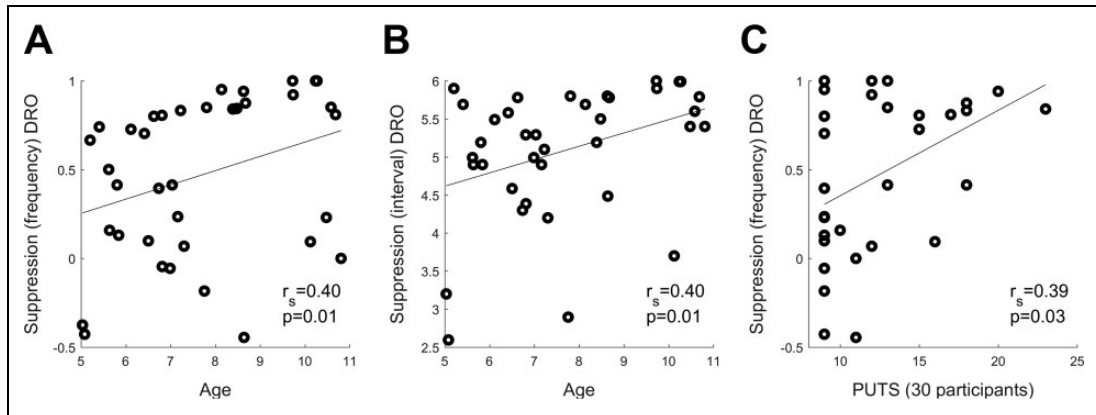 A
Suppression (frequency) DRO
1
0.5
0
-0.5
5 6 7 8 9 10 11
Age
r_s=0.40
p=0.01
B
Suppression (interval) DRO
6
5.5
5
4.5
4
3.5
3
2.5
5 6 7 8 9 10 11
Age
r_s=0.40
p=0.01
C
Suppression (frequency) DRO
1
0.5
0
-0.5
10 15 20 25
PUTS (30 participants)
r_s=0.39
p=0.03